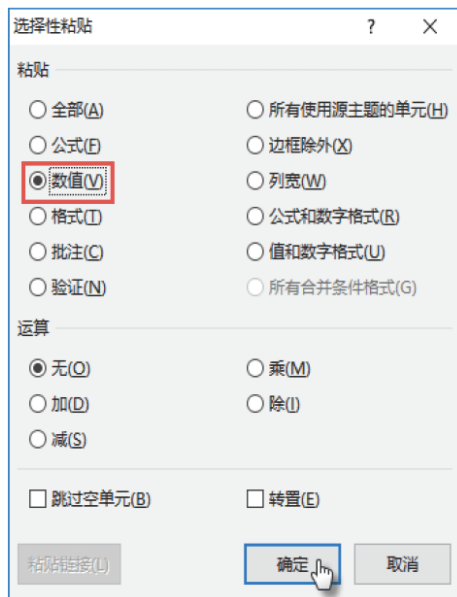 选择性粘贴 ?
粘贴
全部(A) 所有使用源主题的单元(H)
公式(F) 边框除外(X)
数值(V) 列宽(W)
格式(T) 公式和数字格式(R)
批注(C) 值和数字格式(U)
验证(N) 所有合并条件格式(G)
运算
无(O) 乘(M)
加(D) 除(I)
减(S)
跳过空单元(B) 转置(E)
粘贴链接(L) 确定 取消